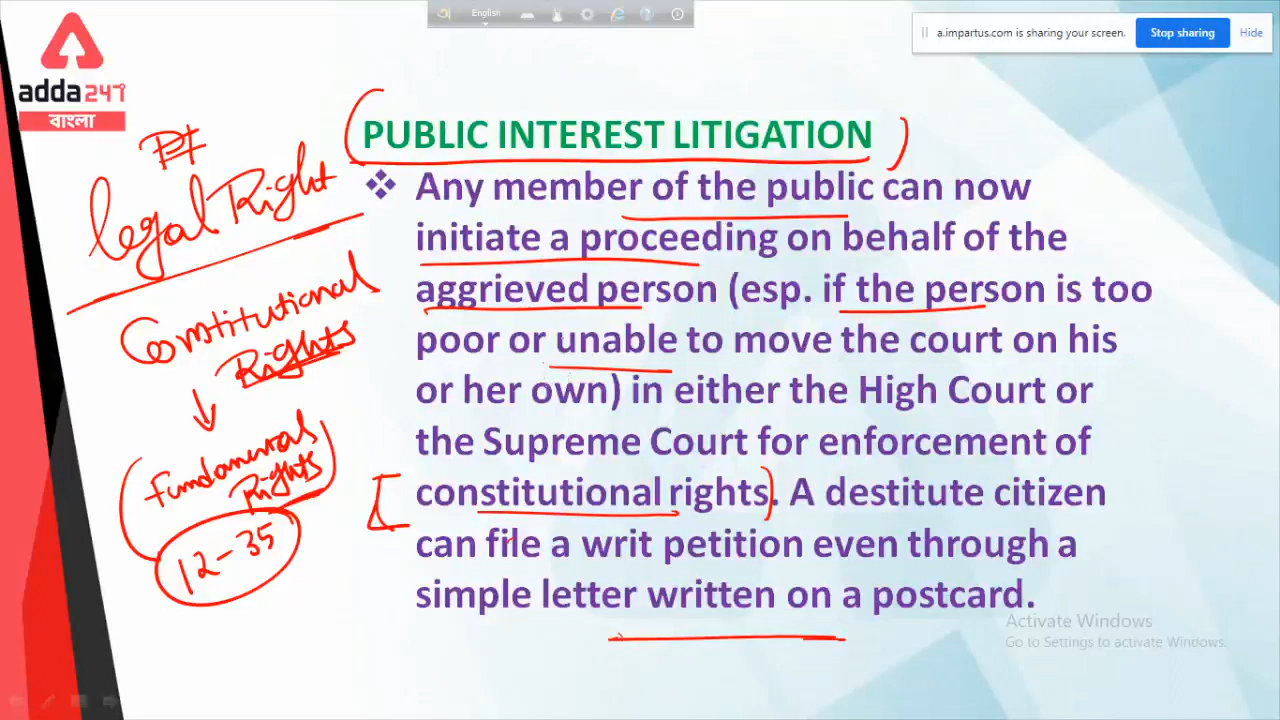 English
a.impartus.com is sharing your screen.
Stop sharing
Hide
adda247
বাংলা
PUBLIC INTEREST LITIGATION
❖ Any member of the public can now
initiate a proceeding on behalf of the
aggrieved person (esp. if the person is too
poor or unable to move the court on his
or her own) in either the High Court or
the Supreme Court for enforcement of
constitutional rights). A destitute citizen
can file a writ petition even through a
simple letter written on a postcard.
legal Right
Constitutional
Rights
Fundamental
Rights
12-35
Activate Windows
Go to Settings to activate Windows.